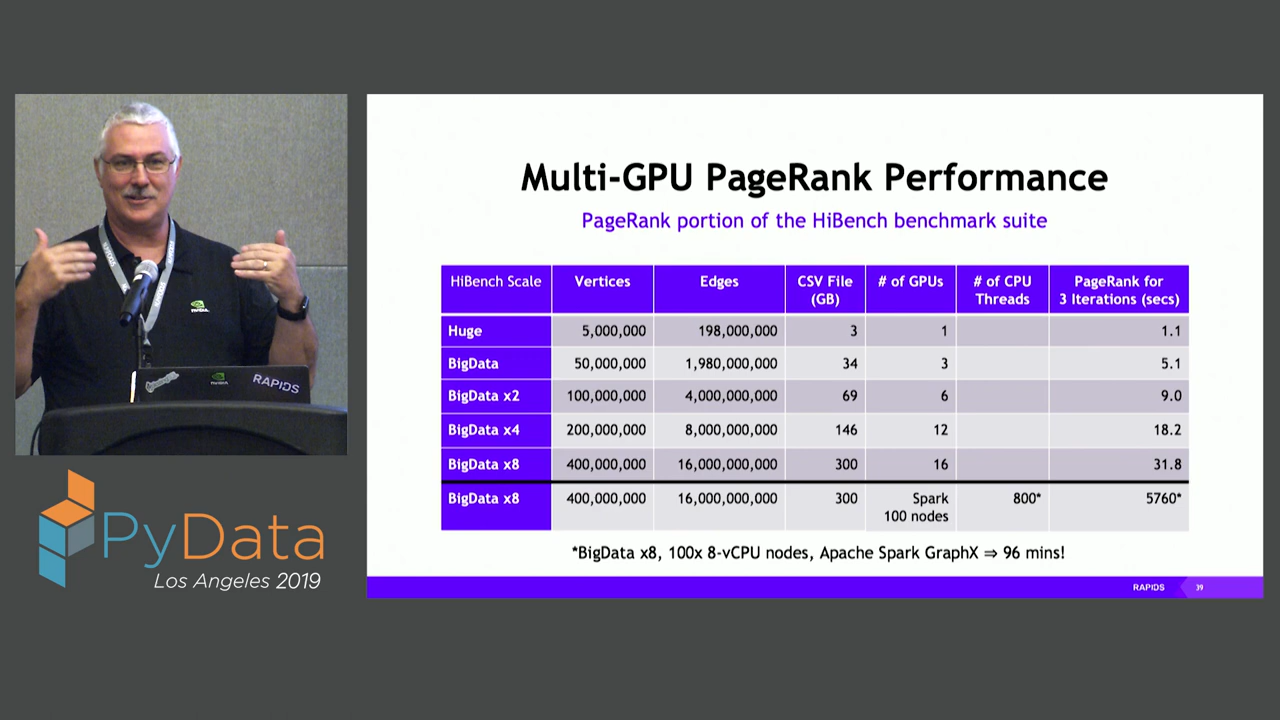 Multi-GPU PageRank Performance
PageRank portion of the HiBench benchmark suite
HiBench Scale Vertices Edges CSV File (GB) # of GPUs # of CPU Threads PageRank for 3 Iterations (secs)
Huge 5,000,000 198,000,000 3 1 1.1
BigData 50,000,000 1,980,000,000 34 3 5.1
BigData x2 100,000,000 4,000,000,000 69 6 9.0
BigData x4 200,000,000 8,000,000,000 146 12 18.2
BigData x8 400,000,000 16,000,000,000 300 16 31.8
BigData x8 400,000,000 16,000,000,000 300 Spark 100 nodes 800* 5760*
*BigData x8, 100x 8-vCPU nodes, Apache Spark GraphX ⇒ 96 mins!
RAPIDS 39
NVIDIA
RAPIDS
PyData
Los Angeles 2019